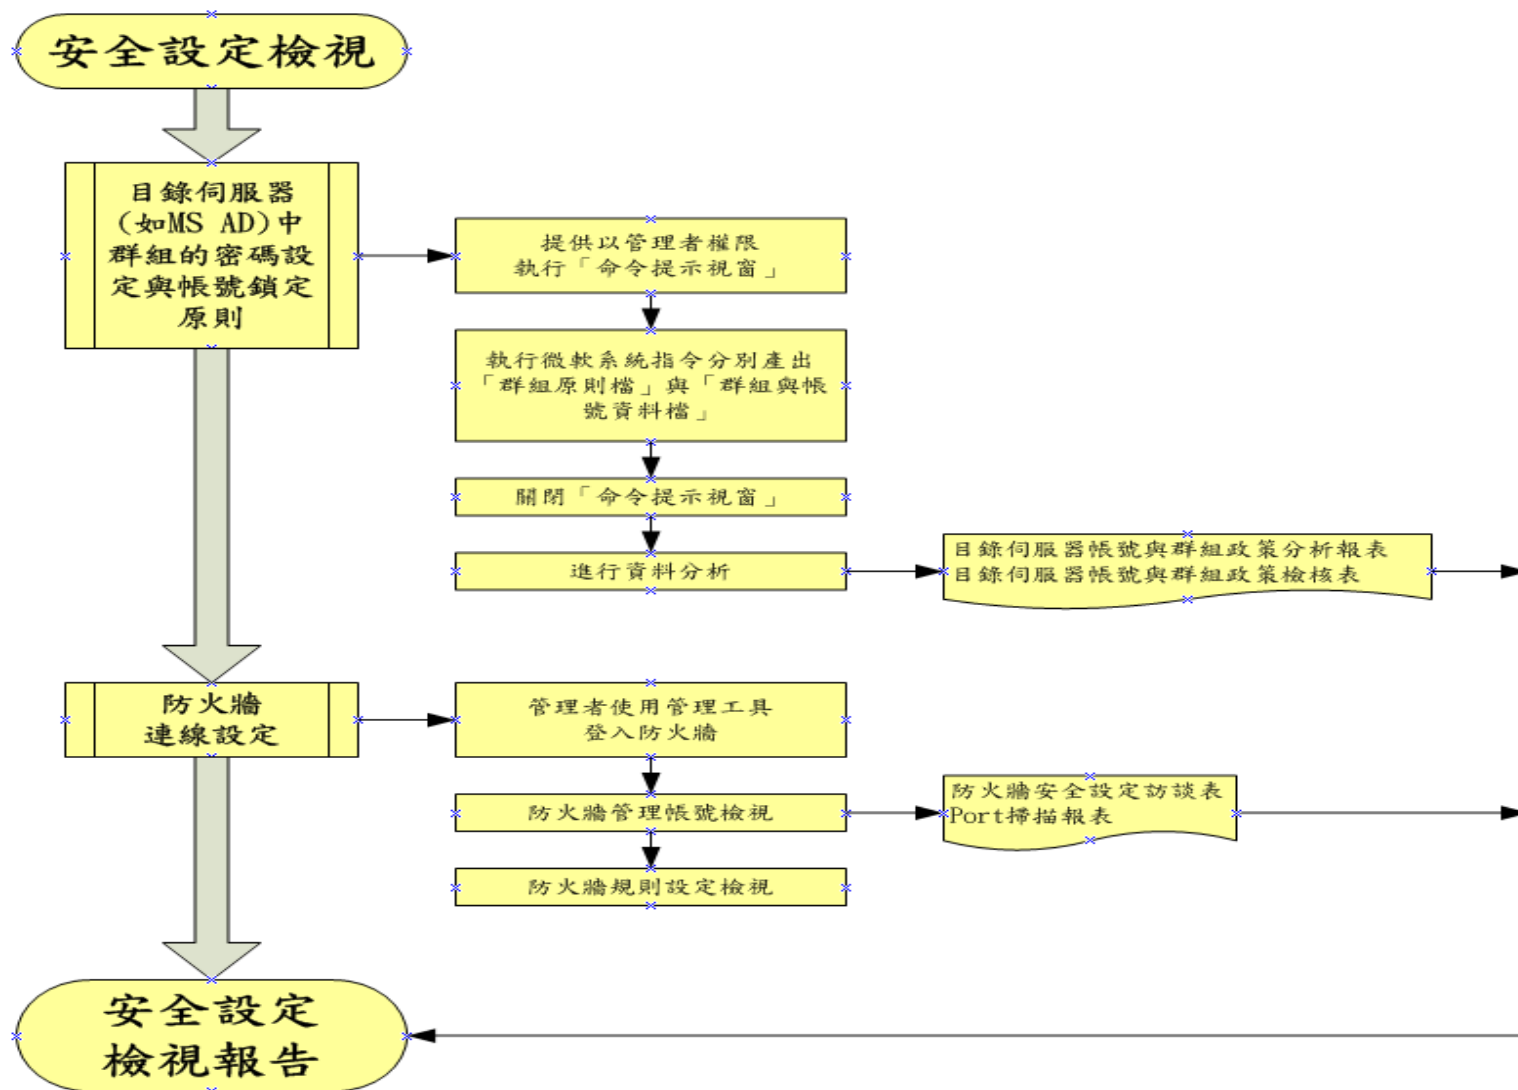 安全設定檢視
目錄伺服器
(如MS AD)中
群組的密碼設
定與帳號鎖定
原則
提供以管理者權限
執行「命令提示視窗」
執行微軟系統指令分別產出
「群組原則檔」與「群組與帳
號資料檔」
關閉「命令提示視窗」
進行資料分析
目錄伺服器帳號與群組政策分析報表
目錄伺服器帳號與群組政策檢核表
防火牆
連線設定
管理者使用管理工具
登入防火牆
防火牆管理帳號檢視
防火牆安全設定訪談表
Port掃描報表
防火牆規則設定檢視
安全設定
檢視報告